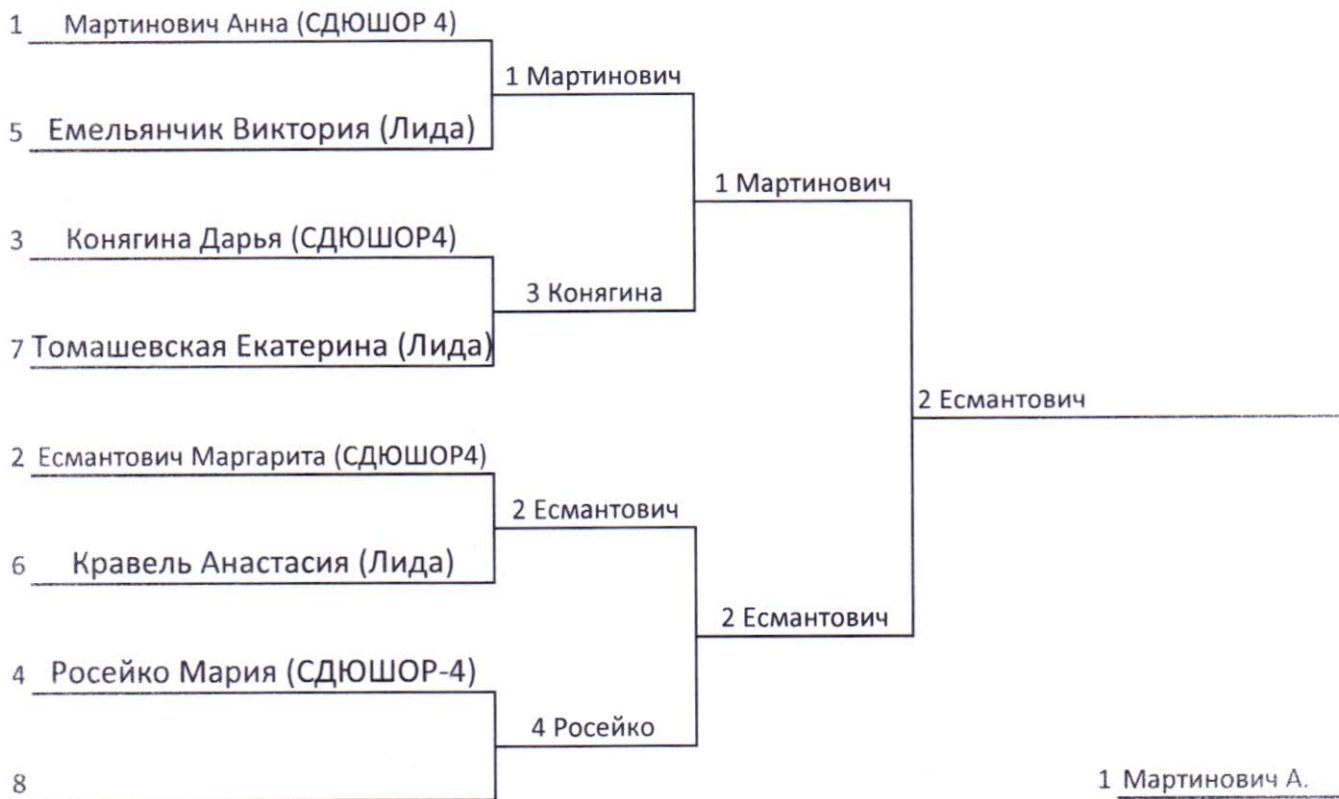 1 Мартинович Анна (СДЮШОР 4)
1 Мартинович
5 Емельянчик Виктория (Лида)
1 Мартинович
3 Конягина Дарья (СДЮШОР4)
3 Конягина
7 Томашевская Екатерина (Лида)
2 Есмантович
2 Есмантович Маргарита (СДЮШОР4)
2 Есмантович
6 Кравель Анастасия (Лида)
2 Есмантович
4 Росейко Мария (СДЮШОР-4)
4 Росейко
8
1 Мартинович А.